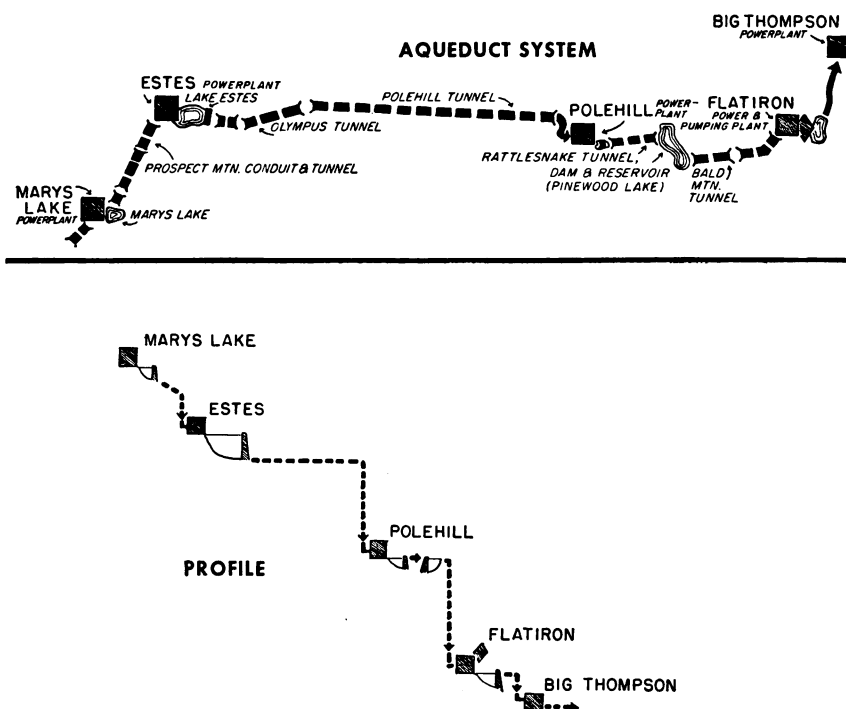 BIG THOMPSON
POWERPLANT
AQUEDUCT SYSTEM
ESTES POWERPLANT
LAKE ESTES
POLEHILL TUNNEL
OLYMPUS TUNNEL
POLEHILL POWER-
PLANT
FLATIRON
POWER &
PUMPING PLANT
PROSPECT MTN. CONDUIT & TUNNEL
RATTLESNAKE TUNNEL,
DAM & RESERVOIR
(PINEWOOD LAKE)
BALD
MTN.
TUNNEL
MARYS
LAKE
POWERPLANT
MARYS LAKE
MARYS LAKE
ESTES
POLEHILL
PROFILE
FLATIRON
BIG THOMPSON